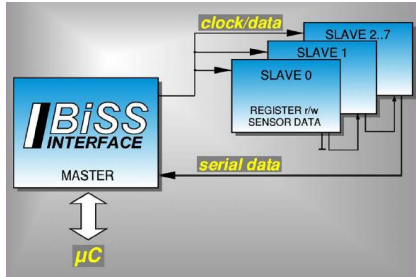 clock/data
SLAVE 2..7
SLAVE 1
SLAVE 0
REGISTER r/w
SENSOR DATA
BiSS
INTERFACE
MASTER
serial data
µC